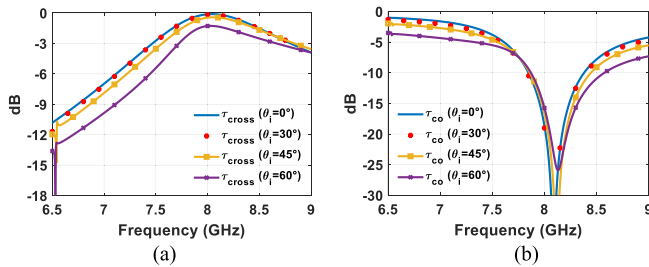 0
-3
-6
-9
-12
-15
-18
dB
τcross (θi=0°)
τcross (θi=30°)
τcross (θi=45°)
τcross (θi=60°)
6.5 7 7.5 8 8.5 9
Frequency (GHz)
(a)
0
-5
-10
-15
-20
-25
-30
dB
τco (θi=0°)
τco (θi=30°)
τco (θi=45°)
τco (θi=60°)
6.5 7 7.5 8 8.5 9
Frequency (GHz)
(b)